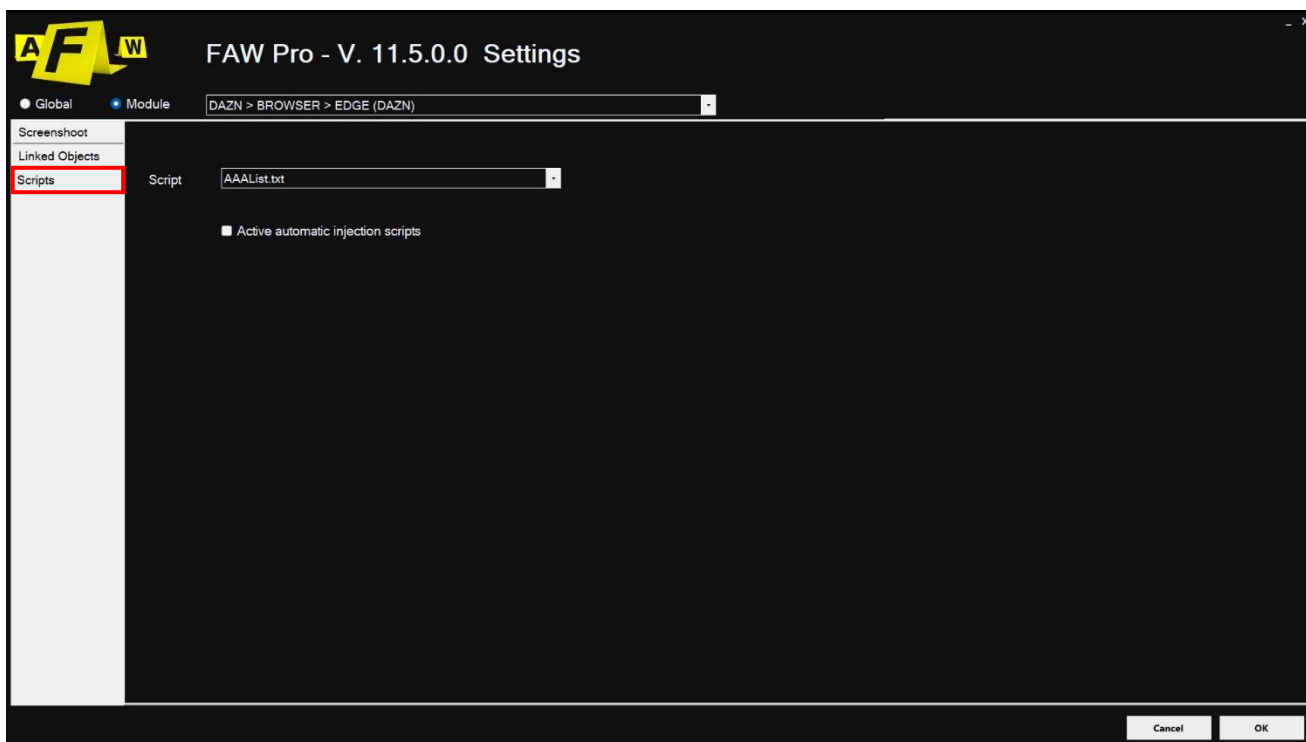 A F W
FAW Pro - V. 11.5.0.0 Settings
Global
Module
DAZN > BROWSER > EDGE (DAZN)
Screenshoot
Linked Objects
Scripts
Script
AAAList.txt
Active automatic injection scripts
Cancel
OK